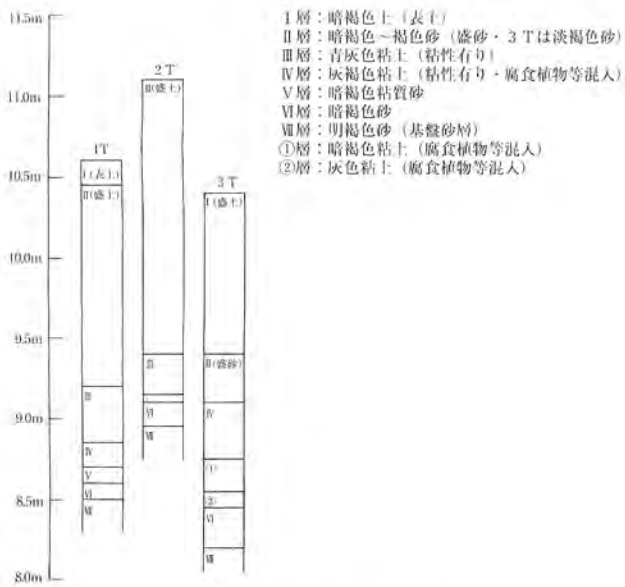 Ⅰ層：暗褐色土（表土）
Ⅱ層：暗褐色～褐色砂（盛砂・３Ｔは淡褐色砂）
Ⅲ層：青灰色粘土（粘性有り）
Ⅳ層：灰褐色粘土（粘性有り・腐食植物等混入）
Ⅴ層：暗褐色粘質砂
Ⅵ層：暗褐色砂
Ⅶ層：明褐色砂（基盤砂層）
①層：暗褐色粘土（腐食植物等混入）
②層：灰色粘土（腐食植物等混入）
11.5m
11.0m
10.5m
10.0m
9.5m
9.0m
8.5m
8.0m
1T
Ⅰ(表土)
Ⅱ(盛土)
Ⅲ
Ⅳ
Ⅴ
Ⅵ
Ⅶ
2T
Ⅱ(盛土)
Ⅲ
Ⅵ
Ⅶ
3T
Ⅰ(盛土)
Ⅱ(盛砂)
Ⅳ
①
②
Ⅵ
Ⅶ